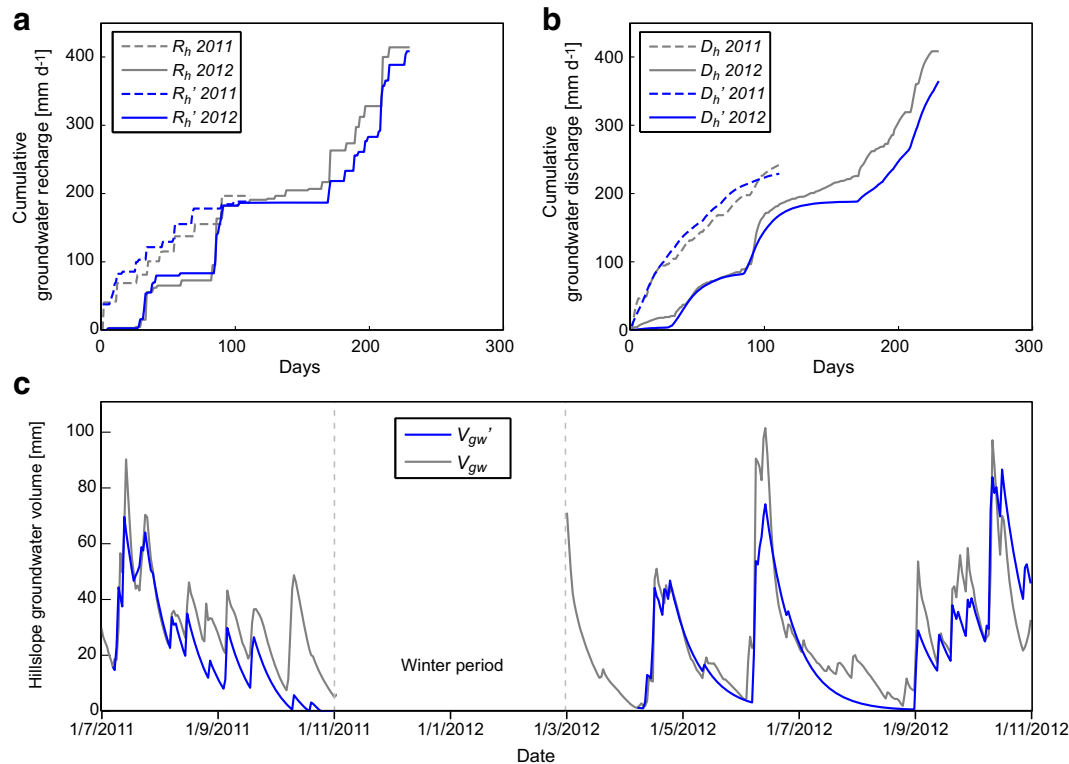 a
Cumulative
groundwater recharge [mm d-1]
400
300
200
100
0
R_h 2011
R_h 2012
R_h' 2011
R_h' 2012
0 100 200 300
Days
b
Cumulative
groundwater discharge [mm d-1]
400
300
200
100
0
D_h 2011
D_h 2012
D_h' 2011
D_h' 2012
0 100 200 300
Days
c
Hillslope groundwater volume [mm]
100
80
60
40
20
0
V_gw'
V_gw
Winter period
1/7/2011 1/9/2011 1/11/2011 1/1/2012 1/3/2012 1/5/2012 1/7/2012 1/9/2012 1/11/2012
Date